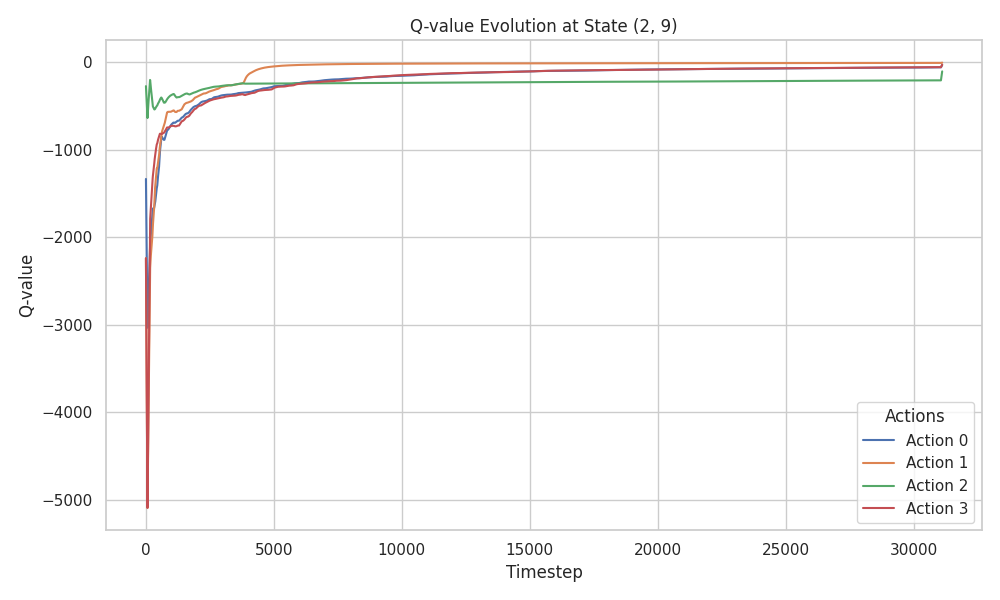 Q-value Evolution at State (2, 9)
Q-value
0
−1000
−2000
−3000
−4000
−5000
0 5000 10000 15000 20000 25000 30000
Timestep
Actions
Action 0
Action 1
Action 2
Action 3